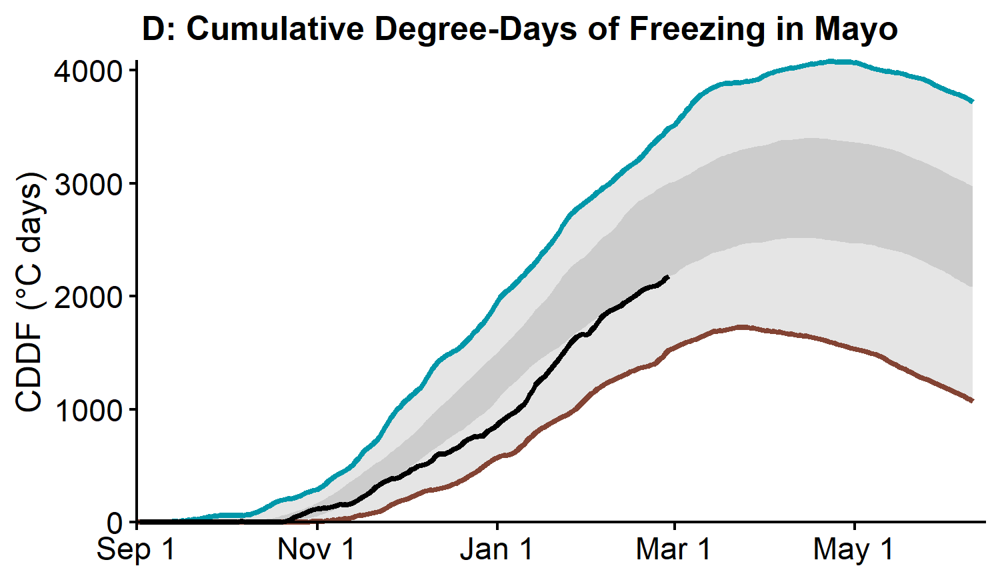 D: Cumulative Degree-Days of Freezing in Mayo
CDDF (°C days)
4000
3000
2000
1000
0
Sep 1 Nov 1 Jan 1 Mar 1 May 1